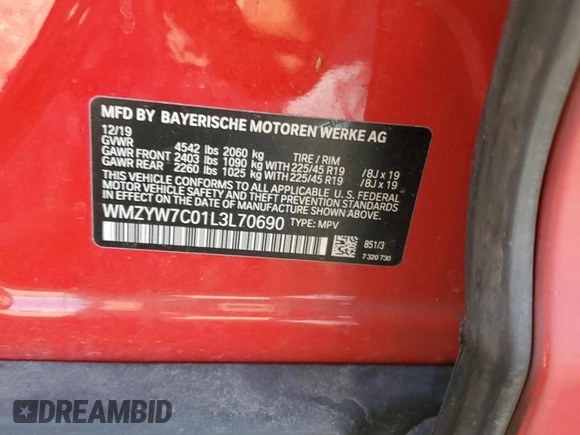 MFD BY BAYERISCHE MOTOREN WERKE AG
12/19
GVWR 4542 lbs 2060 kg TIRE / RIM
GAWR FRONT 2403 lbs 1090 kg WITH 225/45 R19 / 8J x 19
GAWR REAR 2260 lbs 1025 kg WITH 225/45 R19 / 8J x 19
THIS VEHICLE CONFORMS TO ALL APPLICABLE U.S. FEDERAL
MOTOR VEHICLE SAFETY AND THEFT PREVENTION STANDARDS
IN EFFECT ON THE DATE OF MANUFACTURE SHOWN ABOVE.
WMZYW7C01L3L70690 TYPE: MPV
851/3
7 320 730
DREAMBID